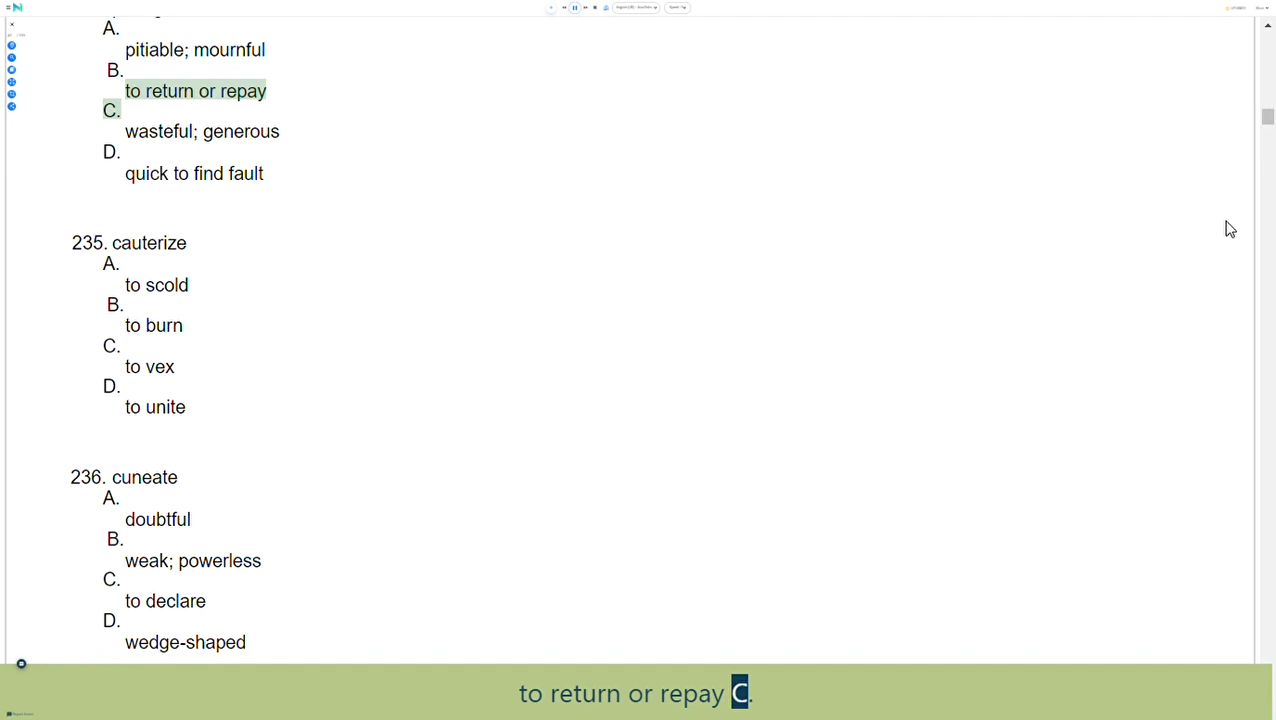 A.
pitiable; mournful
B.
to return or repay
C.
wasteful; generous
D.
quick to find fault
235. cauterize
A.
to scold
B.
to burn
C.
to vex
D.
to unite
236. cuneate
A.
doubtful
B.
weak; powerless
C.
to declare
D.
wedge-shaped
to return or repay C.